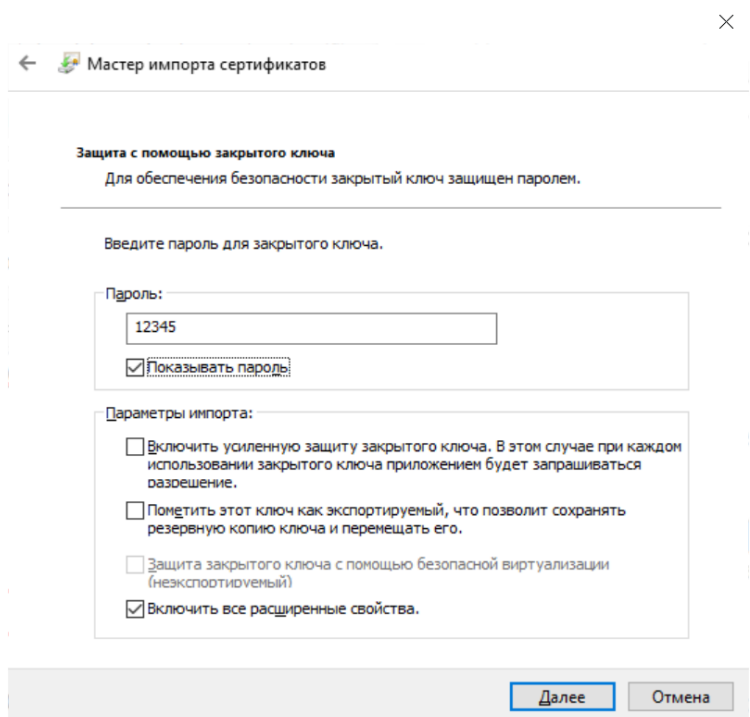 Мастер импорта сертификатов
Защита с помощью закрытого ключа
Для обеспечения безопасности закрытый ключ защищен паролем.
Введите пароль для закрытого ключа.
Пароль:
12345
Показывать пароль
Параметры импорта:
Включить усиленную защиту закрытого ключа. В этом случае при каждом
использовании закрытого ключа приложением будет запрашиваться
разрешение.
Пометить этот ключ как экспортируемый, что позволит сохранять
резервную копию ключа и перемещать его.
Защита закрытого ключа с помощью безопасной виртуализации
(неэкспортируемый)
Включить все расширенные свойства.
Далее
Отмена